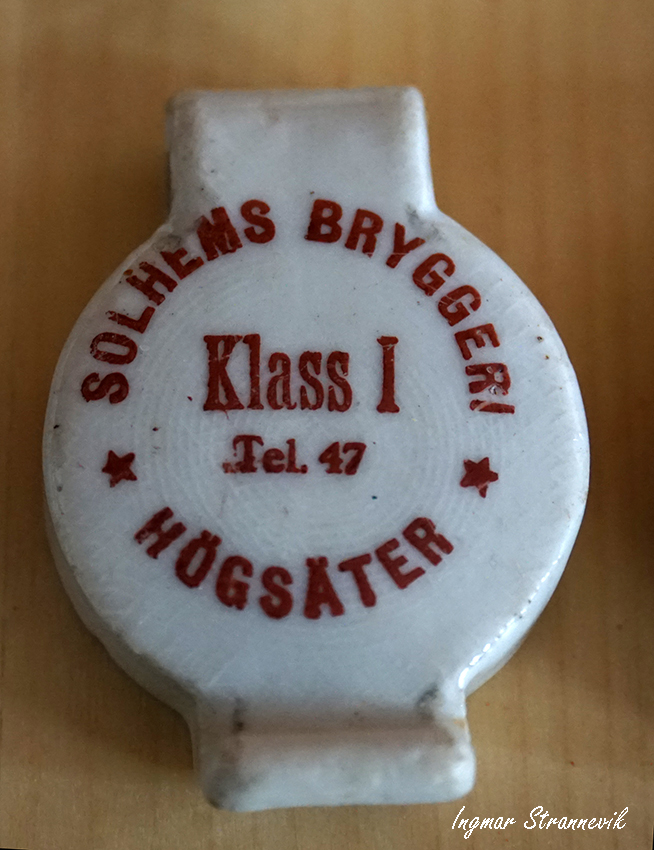 SOLHEMS BRYGGERI
Klass I
Tel. 47
★ HÖGSÄTER ★
Ingmar Strannevik